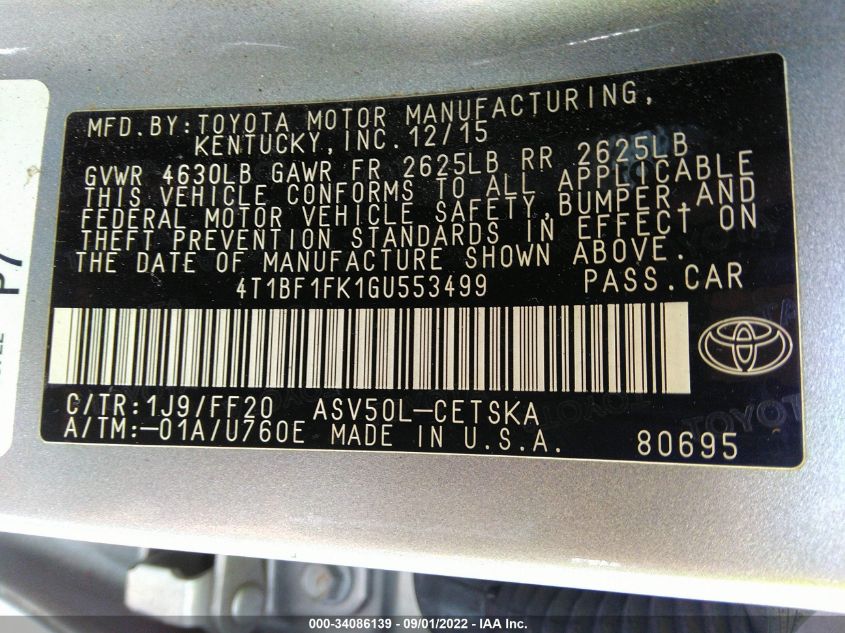 MFD.BY:TOYOTA MOTOR MANUFACTURING,
KENTUCKY,INC.12/15
GVWR 4630LB GAWR FR 2625LB RR 2625LB
THIS VEHICLE CONFORMS TO ALL APPLICABLE
FEDERAL MOTOR VEHICLE SAFETY,BUMPER,AND
THEFT PREVENTION STANDARDS IN EFFECT ON
THE DATE OF MANUFACTURE SHOWN ABOVE.
4T1BF1FK1GU553499 PASS.CAR
C/TR:1J9/FF20 ASV50L-CETSKA
A/TM:-01A/U760E MADE IN U.S.A. 80695
P7
TOYOTA
000-34086139 - 09/01/2022 - IAA Inc.